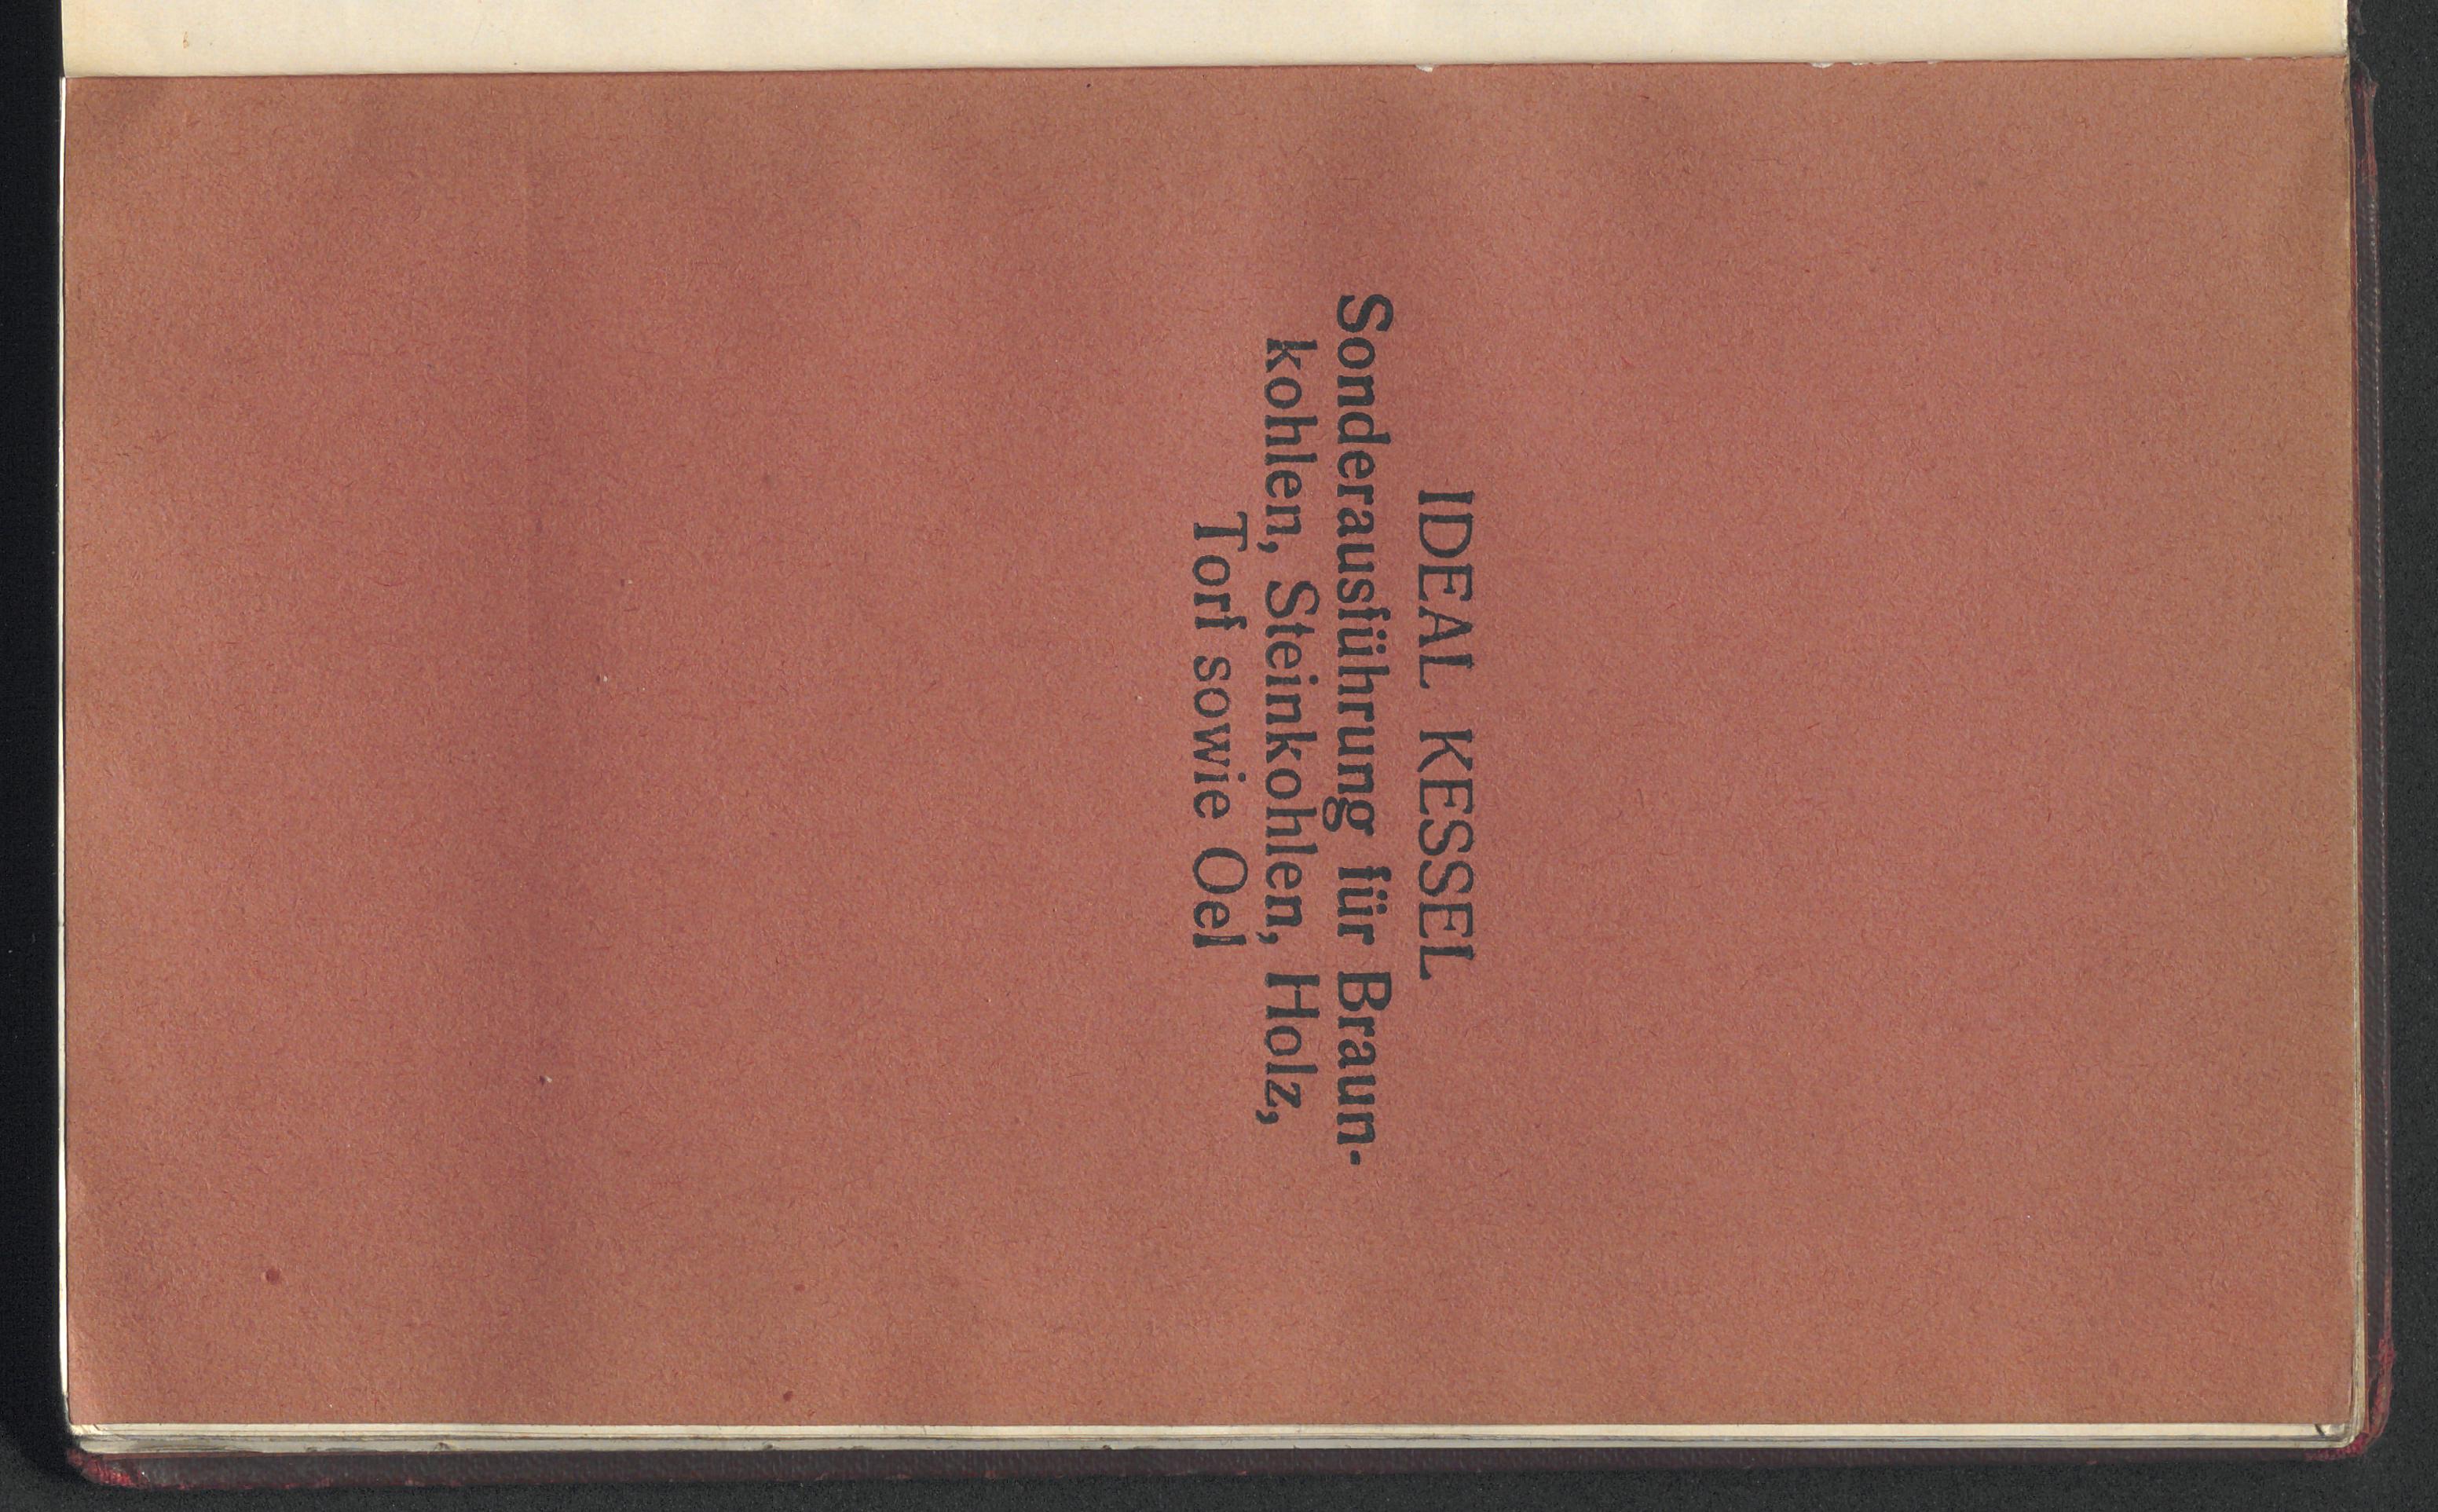 IDEAL KESSEL
Sonderausführung für Braun-
kohlen, Steinkohlen, Holz,
Torf sowie Oel